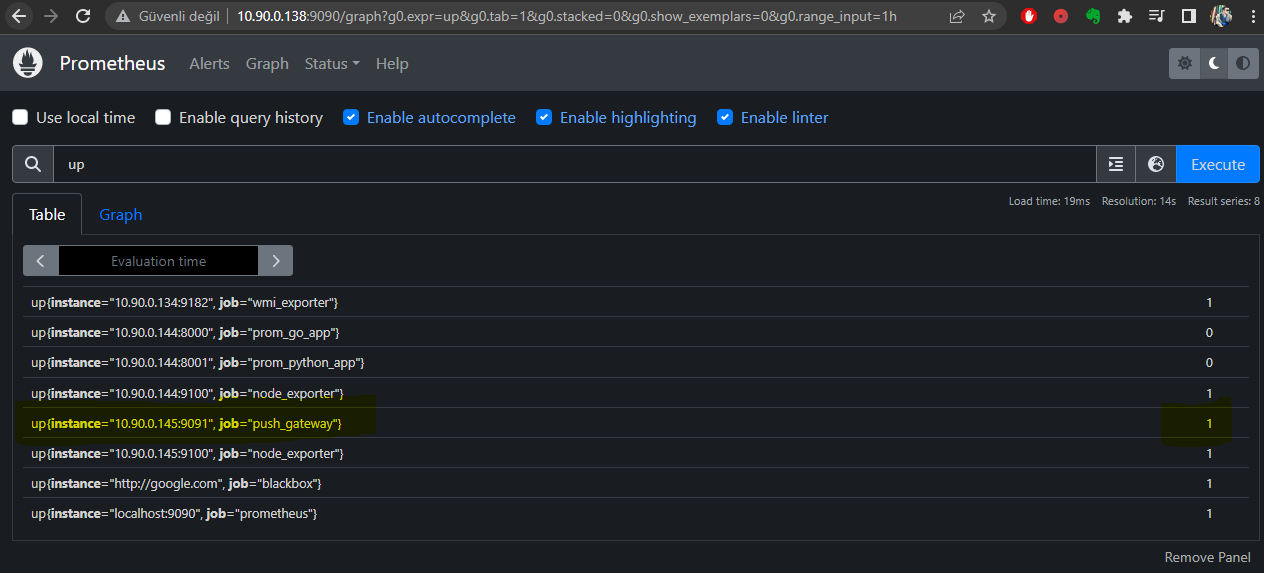 Güvenli değil 10.90.0.138:9090/graph?g0.expr=up&g0.tab=1&g0.stacked=0&g0.show_exemplars=0&g0.range_input=1h
Prometheus Alerts Graph Status Help
Use local time Enable query history Enable autocomplete Enable highlighting Enable linter
up Execute
Load time: 19ms Resolution: 14s Result series: 8
Table Graph
Evaluation time
up{instance="10.90.0.134:9182", job="wmi_exporter"} 1
up{instance="10.90.0.144:8000", job="prom_go_app"} 0
up{instance="10.90.0.144:8001", job="prom_python_app"} 0
up{instance="10.90.0.144:9100", job="node_exporter"} 1
up{instance="10.90.0.145:9091", job="push_gateway"} 1
up{instance="10.90.0.145:9100", job="node_exporter"} 1
up{instance="http://google.com", job="blackbox"} 1
up{instance="localhost:9090", job="prometheus"} 1
Remove Panel